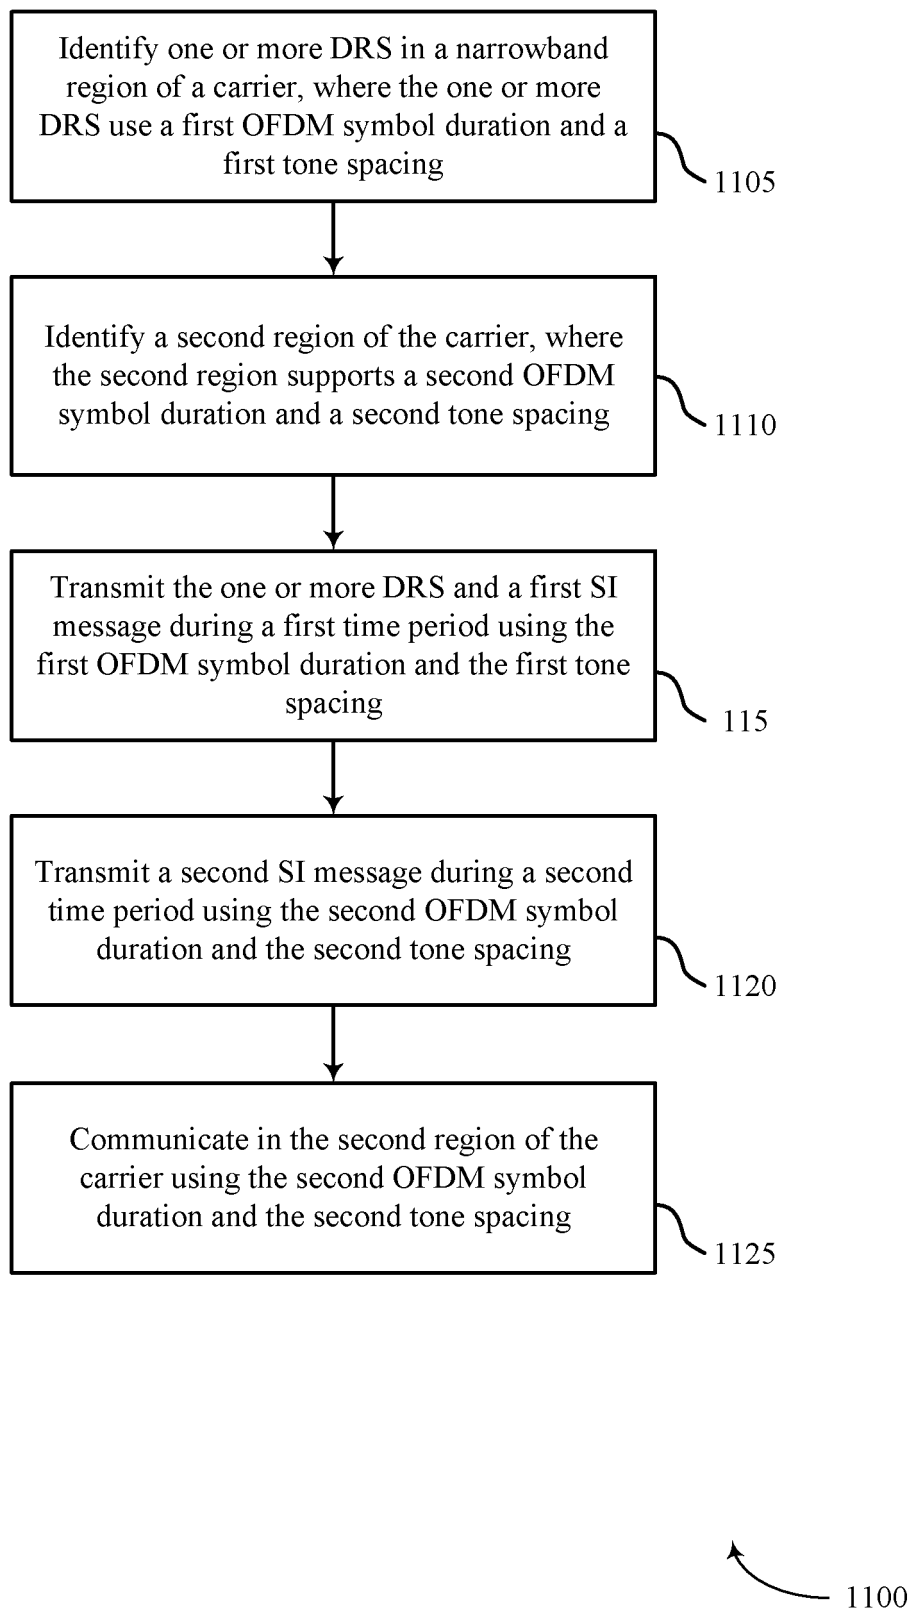 Identify one or more DRS in a narrowband
region of a carrier, where the one or more
DRS use a first OFDM symbol duration and a
first tone spacing
1105
Identify a second region of the carrier, where
the second region supports a second OFDM
symbol duration and a second tone spacing
1110
Transmit the one or more DRS and a first SI
message during a first time period using the
first OFDM symbol duration and the first tone
spacing
115
Transmit a second SI message during a second
time period using the second OFDM symbol
duration and the second tone spacing
1120
Communicate in the second region of the
carrier using the second OFDM symbol
duration and the second tone spacing
1125
1100